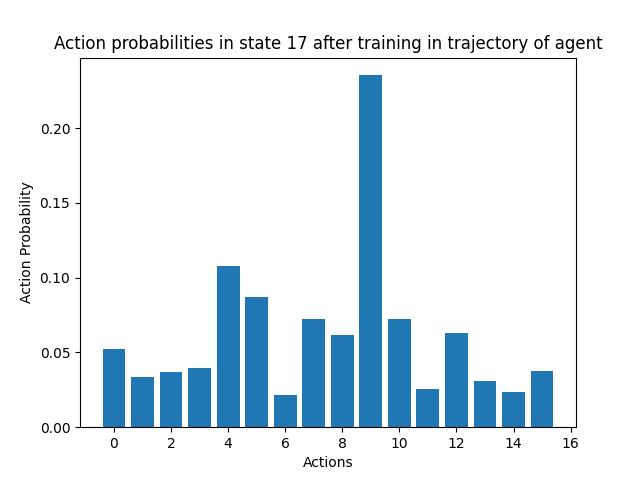 Action probabilities in state 17 after training in trajectory of agent
0.20
0.15
0.10
0.05
0.00
Action Probability
0 2 4 6 8 10 12 14 16
Actions